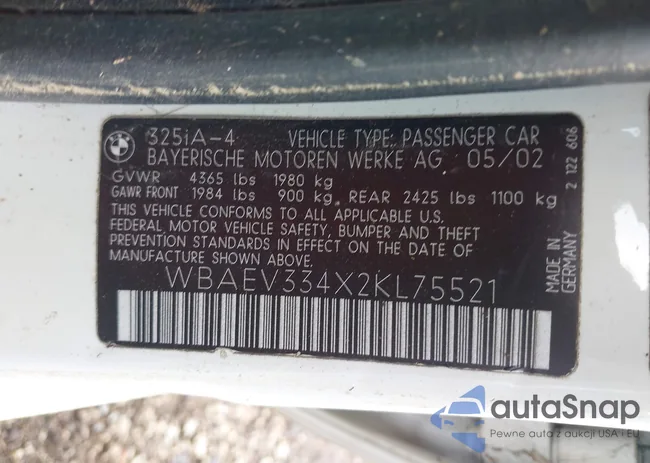 325iA-4 VEHICLE TYPE: PASSENGER CAR
BAYERISCHE MOTOREN WERKE AG 05/02
GVWR 4365 lbs 1980 kg
GAWR FRONT 1984 lbs 900 kg, REAR 2425 lbs 1100 kg
THIS VEHICLE CONFORMS TO ALL APPLICABLE U.S.
FEDERAL MOTOR VEHICLE SAFETY, BUMPER AND THEFT
PREVENTION STANDARDS IN EFFECT ON THE DATE OF
MANUFACTURE SHOWN ABOVE.
WBAEV334X2KL75521
2 122 606
MADE IN
GERMANY
autoSnap
Pewne auta z aukcji USA i EU